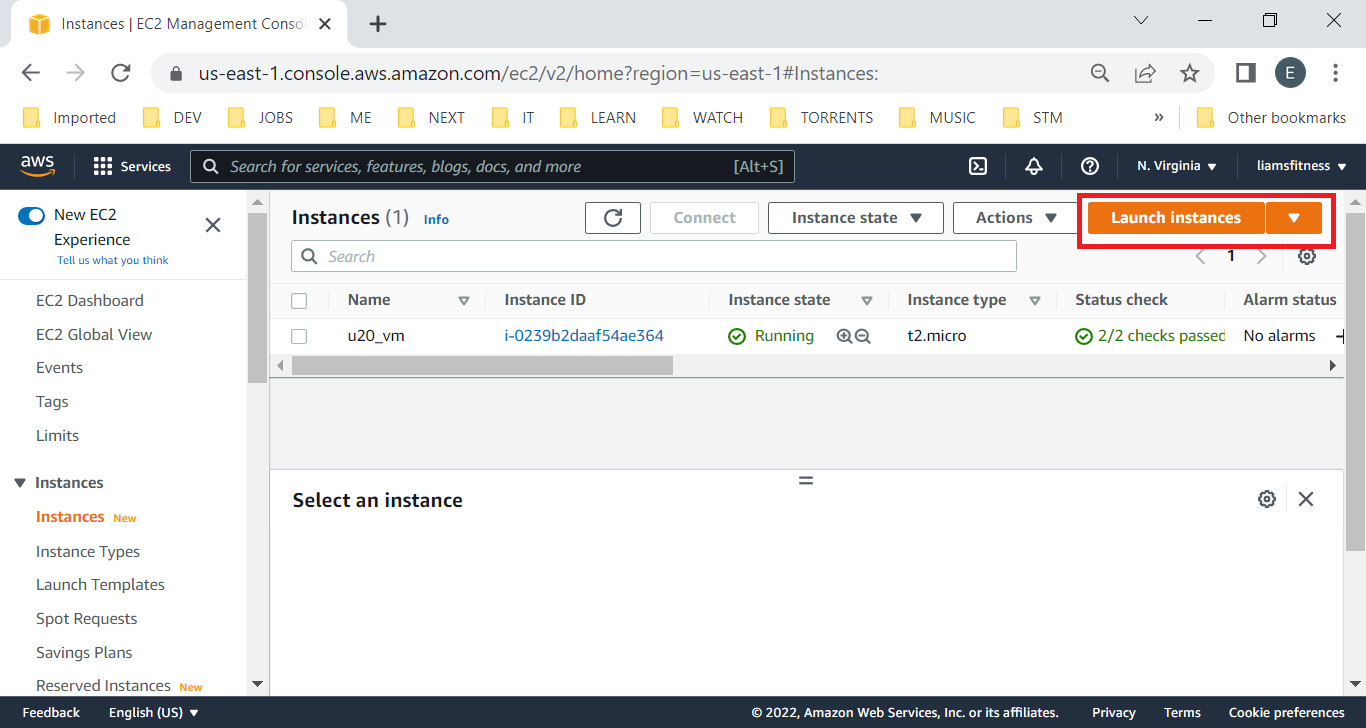 Instances | EC2 Management Conso
us-east-1.console.aws.amazon.com/ec2/v2/home?region=us-east-1#Instances:
E
Imported DEV JOBS ME NEXT IT LEARN WATCH TORRENTS MUSIC STM » Other bookmarks
aws Services Search for services, features, blogs, docs, and more [Alt+S] N. Virginia liamsfitness
New EC2
Experience
Tell us what you think
EC2 Dashboard
EC2 Global View
Events
Tags
Limits
Instances
Instances New
Instance Types
Launch Templates
Spot Requests
Savings Plans
Reserved Instances New
Instances (1) Info Connect Instance state Actions Launch instances
Search 1
Name Instance ID Instance state Instance type Status check Alarm status
u20_vm i-0239b2daaf54ae364 Running t2.micro 2/2 checks passed No alarms
Select an instance
Feedback English (US) © 2022, Amazon Web Services, Inc. or its affiliates. Privacy Terms Cookie preferences